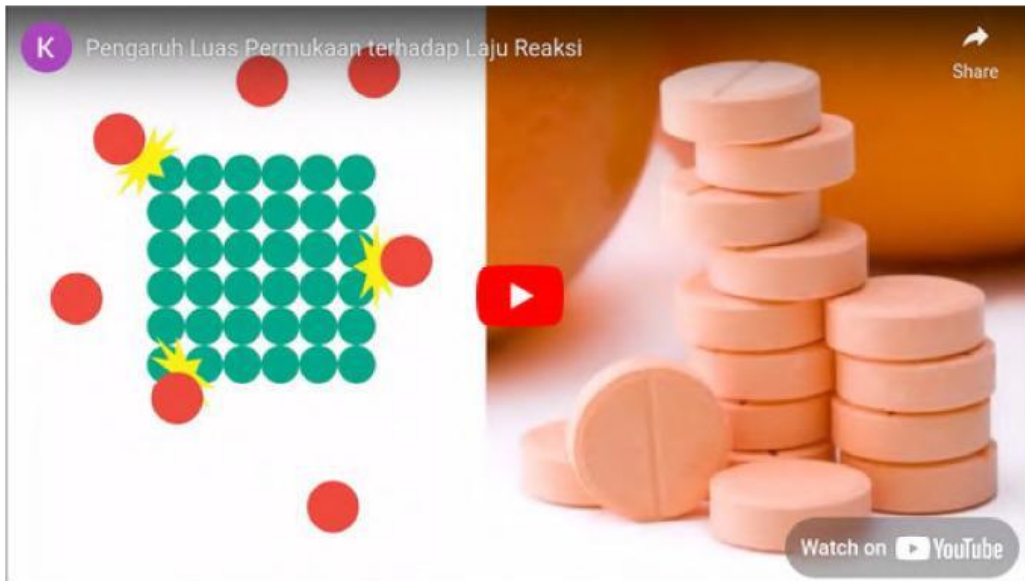 K
Pengaruh Luas Permukaan terhadap Laju Reaksi
Share
Watch on YouTube